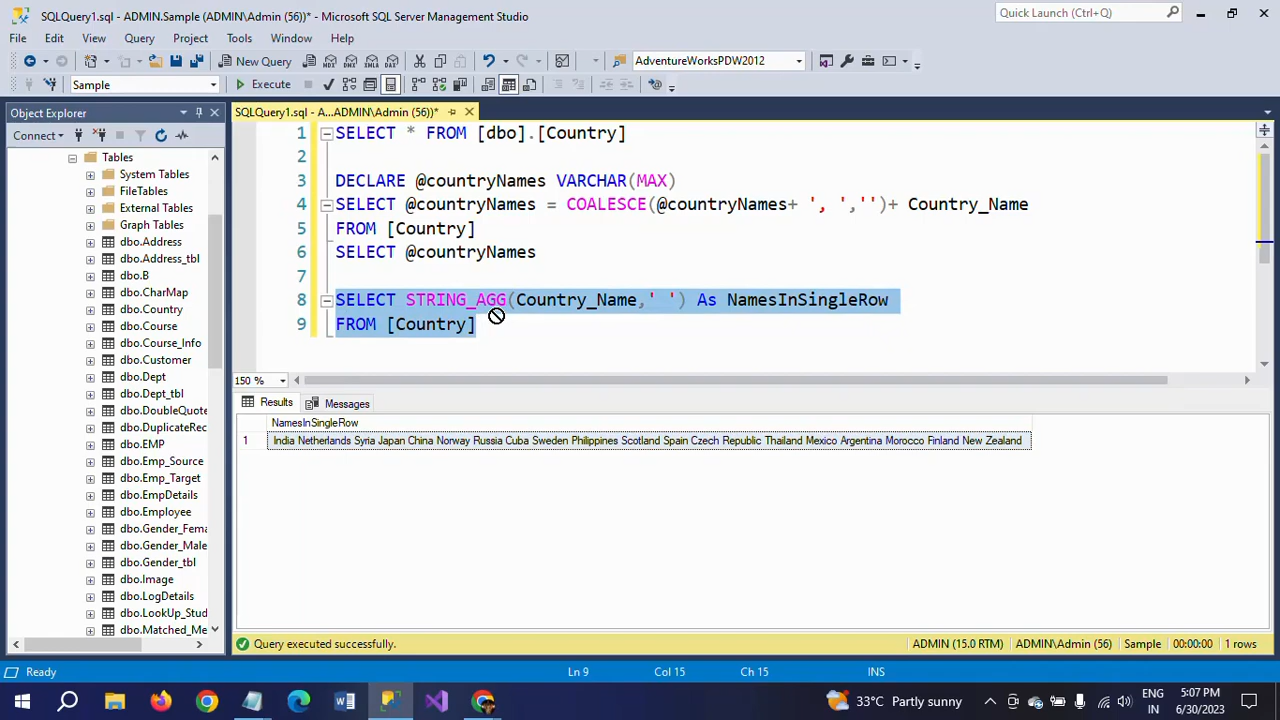 SQLQuery1.sql - ADMIN.Sample (ADMIN\Admin (56))* - Microsoft SQL Server Management Studio
Quick Launch (Ctrl+Q)
File Edit View Query Project Tools Window Help
New Query
MDX DMX XMLA DAX
AdventureWorksPDW2012
Sample
Execute
Object Explorer
SQLQuery1.sql - A...ADMIN\Admin (56))*
Connect
Tables
System Tables
FileTables
External Tables
Graph Tables
dbo.Address
dbo.Address_tbl
dbo.B
dbo.CharMap
dbo.Country
dbo.Course
dbo.Course_Info
dbo.Customer
dbo.Dept
dbo.Dept_tbl
dbo.DoubleQuote
dbo.DuplicateRec
dbo.EMP
dbo.Emp_Source
dbo.Emp_Target
dbo.EmpDetails
dbo.Employee
dbo.Gender_Fema
dbo.Gender_Male
dbo.Gender_tbl
dbo.Image
dbo.LogDetails
dbo.LookUp_Stud
dbo.Matched_Me
1 SELECT * FROM [dbo].[Country]
2
3 DECLARE @countryNames VARCHAR(MAX)
4 SELECT @countryNames = COALESCE(@countryNames+ ', ','')+ Country_Name
5 FROM [Country]
6 SELECT @countryNames
7
8 SELECT STRING_AGG(Country_Name,' ') As NamesInSingleRow
9 FROM [Country]
150 %
Results Messages
NamesInSingleRow
1 India Netherlands Syria Japan China Norway Russia Cuba Sweden Philippines Scotland Spain Czech Republic Thailand Mexico Argentina Morocco Finland New Zealand
Query executed successfully. ADMIN (15.0 RTM) ADMIN\Admin (56) Sample 00:00:00 1 rows
Ready Ln 9 Col 15 Ch 15 INS
33°C Partly sunny
ENG
IN
5:07 PM
6/30/2023